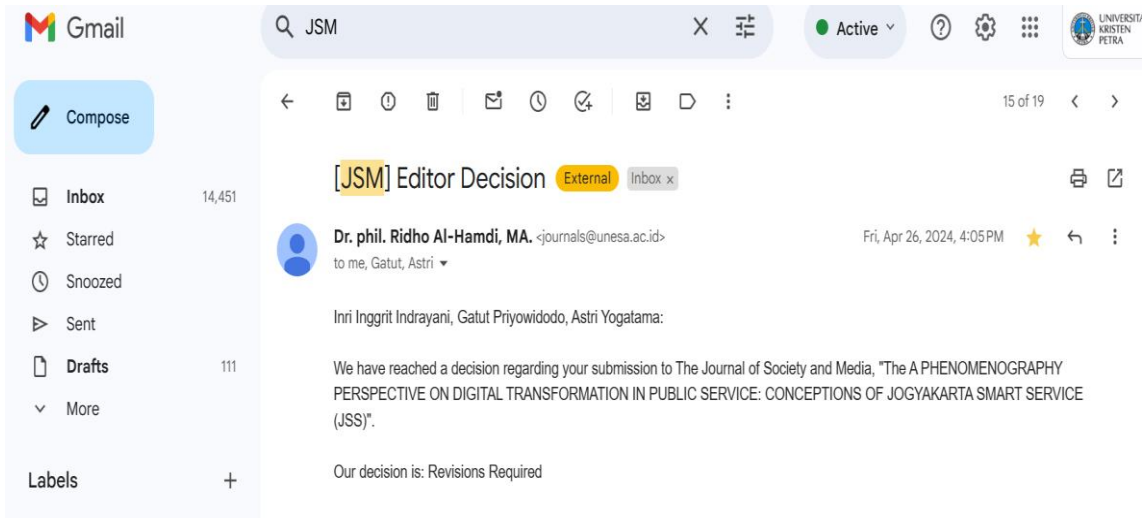 Gmail
JSM
Active
UNIVERSITA
KRISTEN
PETRA
Compose
15 of 19
[JSM] Editor Decision External Inbox x
Inbox 14,451
Starred
Snoozed
Sent
Drafts 111
More
Labels +
Dr. phil. Ridho Al-Hamdi, MA. <journals@unesa.ac.id> Fri, Apr 26, 2024, 4:05 PM
to me, Gatut, Astri
Inri Inggrit Indrayani, Gatut Priyowidodo, Astri Yogatama:
We have reached a decision regarding your submission to The Journal of Society and Media, "The A PHENOMENOGRAPHY
PERSPECTIVE ON DIGITAL TRANSFORMATION IN PUBLIC SERVICE: CONCEPTIONS OF JOGYAKARTA SMART SERVICE
(JSS)".
Our decision is: Revisions Required